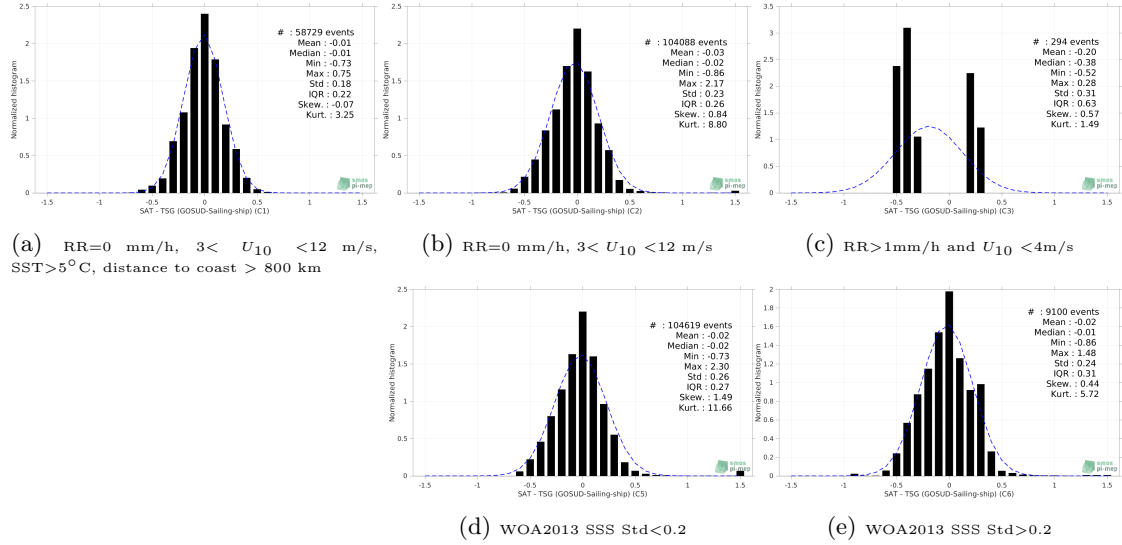 2.5
2
1.5
1
0.5
0
Normalized histogram
-1.5
-1
-0.5
0
0.5
1
1.5
SAT - TSG (GOSUD-Sailing-ship) (C1)
# : 58729 events
Mean : -0.01
Median : -0.01
Min : -0.73
Max : 0.75
Std : 0.18
IQR : 0.22
Skew. : -0.07
Kurt. : 3.25
smos
pi-mep
(a) RR=0 mm/h, 3< U10 <12 m/s,
SST>5°C, distance to coast > 800 km
2.5
2
1.5
1
0.5
0
Normalized histogram
-1.5
-1
-0.5
0
0.5
1
1.5
SAT - TSG (GOSUD-Sailing-ship) (C2)
# : 104088 events
Mean : -0.03
Median : -0.02
Min : -0.86
Max : 2.17
Std : 0.23
IQR : 0.26
Skew. : 0.84
Kurt. : 8.80
smos
pi-mep
(b) RR=0 mm/h, 3< U10 <12 m/s
3.5
3
2.5
2
1.5
1
0.5
0
Normalized histogram
-1.5
-1
-0.5
0
0.5
1
1.5
SAT - TSG (GOSUD-Sailing-ship) (C3)
# : 294 events
Mean : -0.20
Median : -0.38
Min : -0.52
Max : 0.28
Std : 0.31
IQR : 0.63
Skew. : 0.57
Kurt. : 1.49
smos
pi-mep
(c) RR>1mm/h and U10 <4m/s
2.5
2
1.5
1
0.5
0
Normalized histogram
-1.5
-1
-0.5
0
0.5
1
1.5
SAT - TSG (GOSUD-Sailing-ship) (C5)
# : 104619 events
Mean : -0.02
Median : -0.02
Min : -0.73
Max : 2.30
Std : 0.26
IQR : 0.27
Skew. : 1.49
Kurt. : 11.66
smos
pi-mep
(d) WOA2013 SSS Std<0.2
2
1.8
1.6
1.4
1.2
1
0.8
0.6
0.4
0.2
0
Normalized histogram
-1.5
-1
-0.5
0
0.5
1
1.5
SAT - TSG (GOSUD-Sailing-ship) (C6)
# : 9100 events
Mean : -0.02
Median : -0.01
Min : -0.86
Max : 1.48
Std : 0.24
IQR : 0.31
Skew. : 0.44
Kurt. : 5.72
smos
pi-mep
(e) WOA2013 SSS Std>0.2